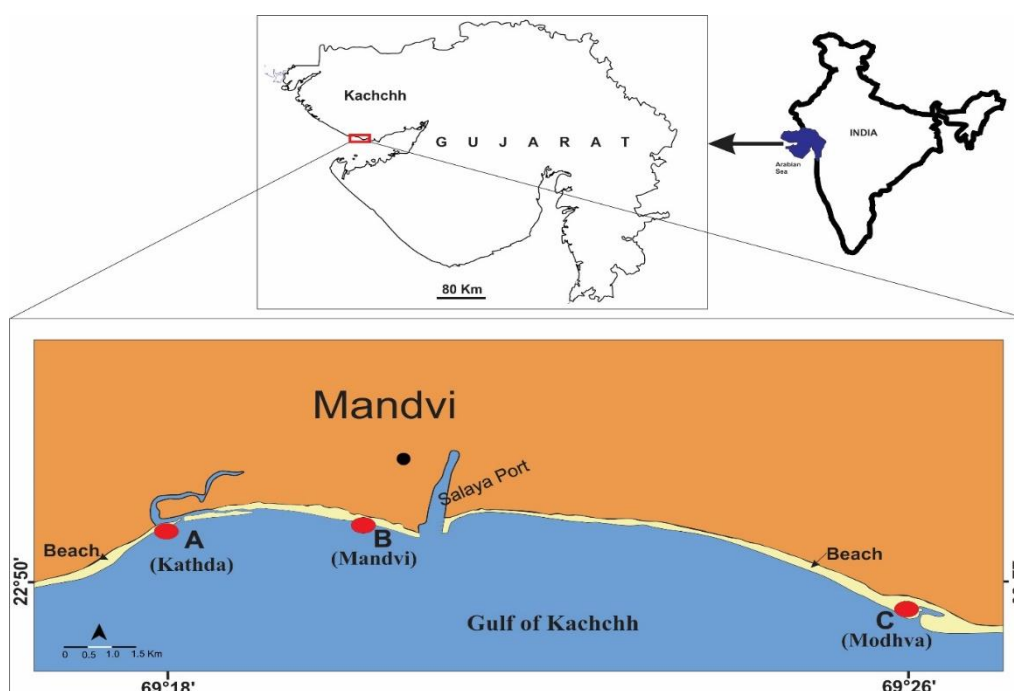 Kachchh
G U J A R A T
80 Km
INDIA
Arabian
Sea
Mandvi
Salaya Port
A
(Kathda)
B
(Mandvi)
Beach
Beach
C
(Modhva)
Gulf of Kachchh
22°50'
0 0.5 1.0 1.5 Km
69°18'
69°26'